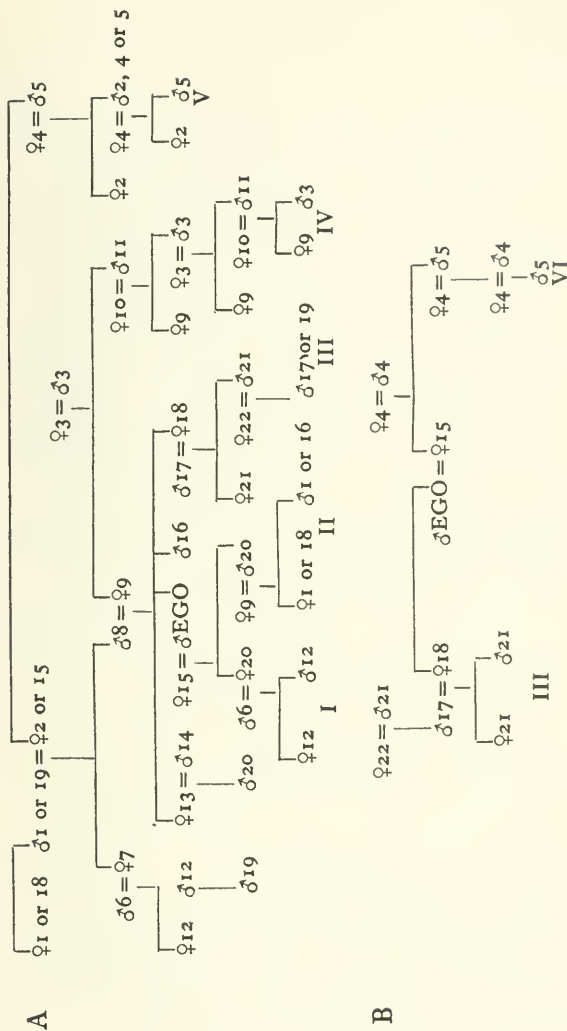 A
♀1 or 18 ♂1 or 19 = ♀2 or 15 ♀4 = ♂5
♀3 = ♂3
♀2 ♀4 = ♂2, 4 or 5
♂6 = ♀7 ♂8 = ♀9 ♀10 = ♂11
♀2 ♂5
V
♀12 ♂12 ♀13 = ♂14 ♀15 = ♂EGO ♂16 ♂17 = ♀18 ♀9 ♀3 = ♂3
♂19 ♂20 ♀20 ♀9 = ♂20 ♀21 ♀22 = ♂21 ♀9 ♀10 = ♂11
♂6 =
♀12 ♂12 ♀1 or 18 ♂1 or 16 ♂17 or 19 ♀9 ♂3
I II III IV
B
♀4 = ♂4
♀22 = ♂21
♂17 = ♀18 ♂EGO = ♀15 ♀4 = ♂5
♀21 ♂21 ♀4 = ♂4
♂5
III VI